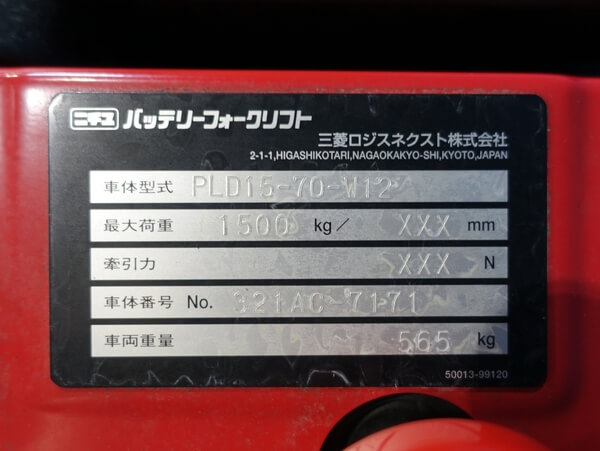 ニチユ バッテリーフォークリフト
三菱ロジスネクスト株式会社
2-1-1,HIGASHIKOTARI,NAGAOKAKYO-SHI,KYOTO,JAPAN
車体型式 PLD15-70-W12
最大荷重 1500 kg/ XXX mm
牽引力 XXX N
車体番号 No. 321AC-7171
車両重量 565 kg
50013-99120